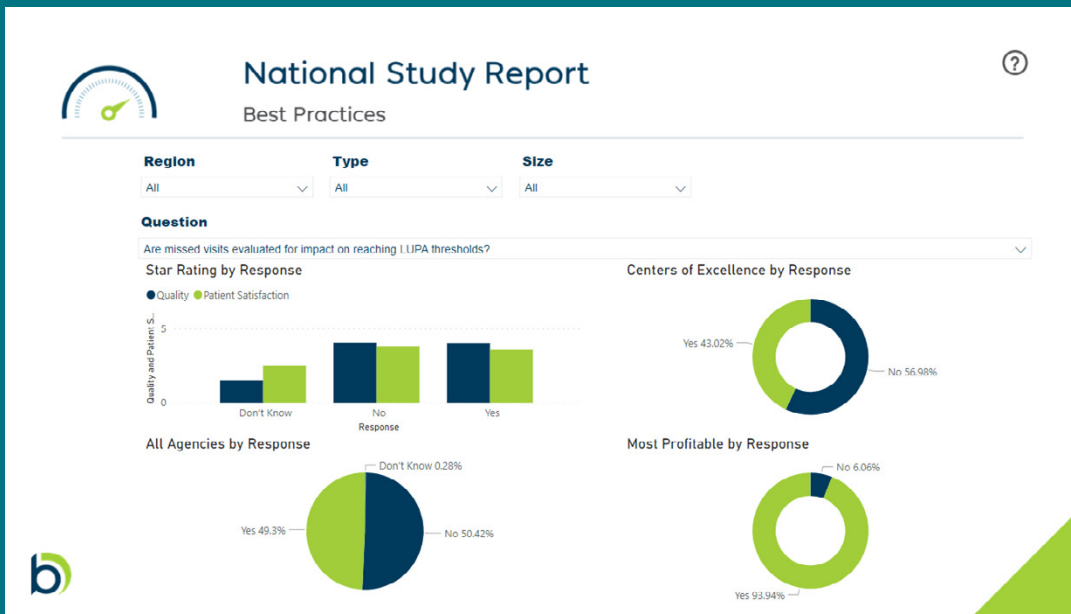 National Study Report
Best Practices
?
Region
Type
Size
All
All
All
Question
Are missed visits evaluated for impact on reaching LUPA thresholds?
Star Rating by Response
Quality Patient Satisfaction
Quality and Patient S...
5
0
Don't Know
No
Yes
Response
Centers of Excellence by Response
Yes 43.02%
No 56.98%
All Agencies by Response
Don't Know 0.28%
Yes 49.3%
No 50.42%
Most Profitable by Response
No 6.06%
Yes 93.94%
b